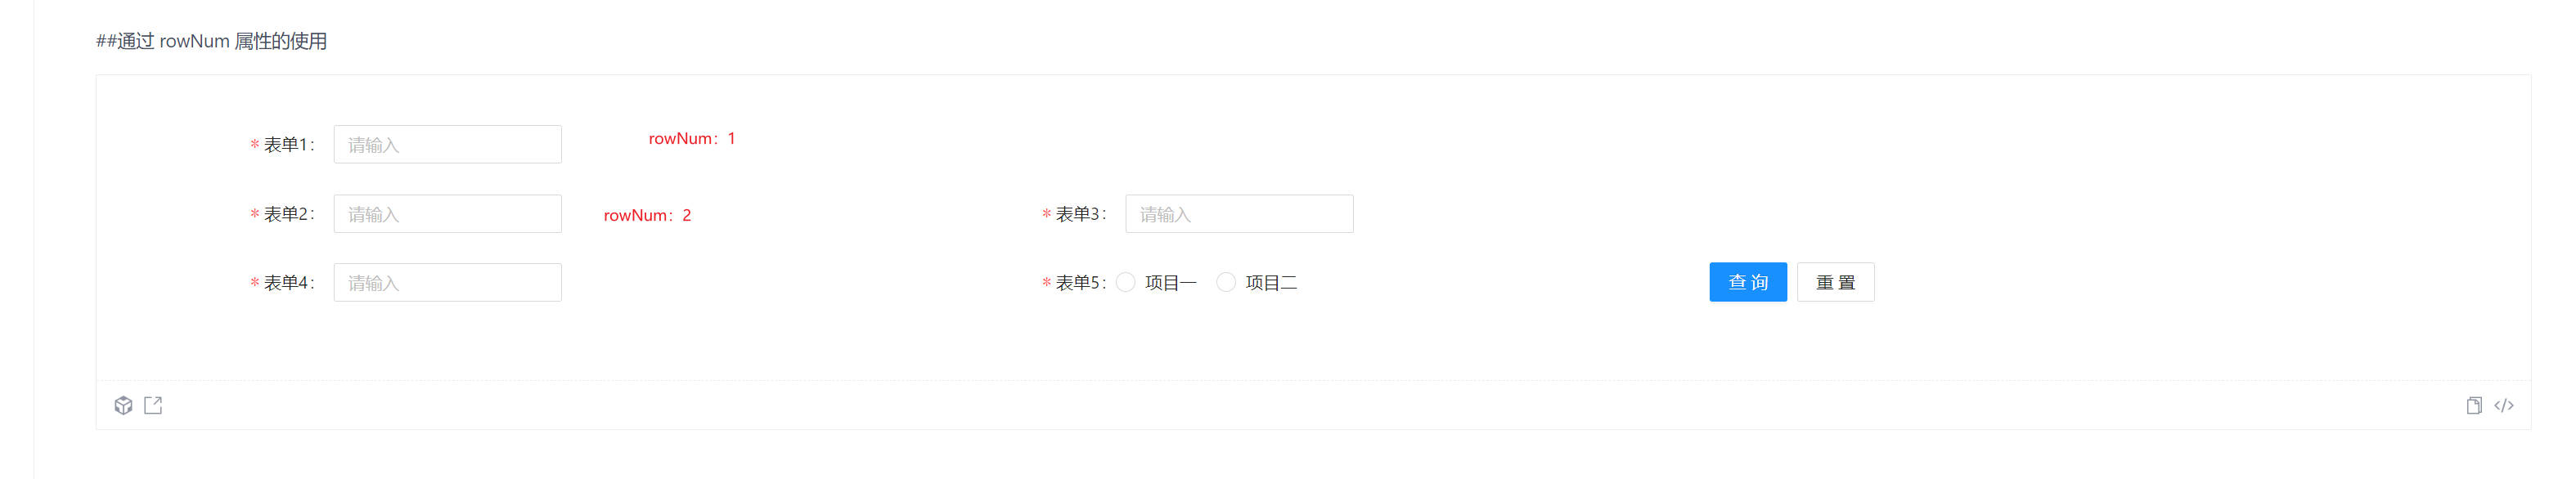 ##通过 rowNum 属性的使用
* 表单1: 请输入 rowNum：1
* 表单2: 请输入 rowNum：2 * 表单3: 请输入
* 表单4: 请输入 * 表单5: 项目一 项目二 查 询 重 置